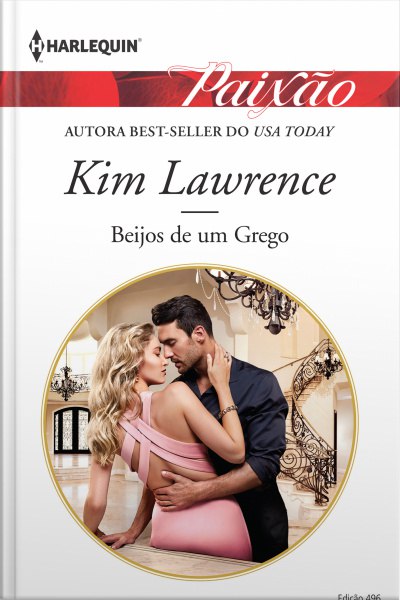 HARLEQUIN
Paixão
AUTORA BEST-SELLER DO USA TODAY
Kim Lawrence
Beijos de um Grego
Edição 496